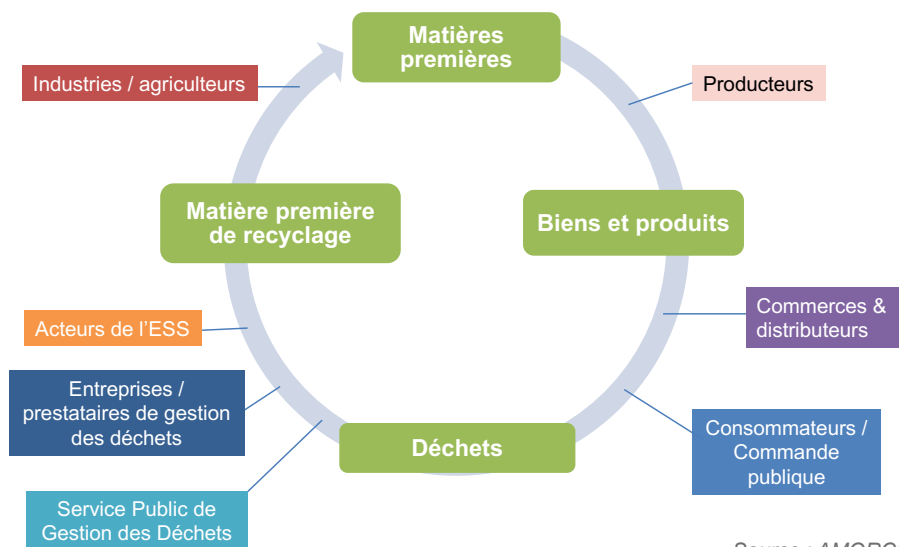 Matières
premières
Industries / agriculteurs
Producteurs
Matière première
de recyclage
Biens et produits
Commerces &
distributeurs
Acteurs de l'ESS
Entreprises /
prestataires de gestion
des déchets
Déchets
Consommateurs /
Commande
publique
Service Public de
Gestion des Déchets